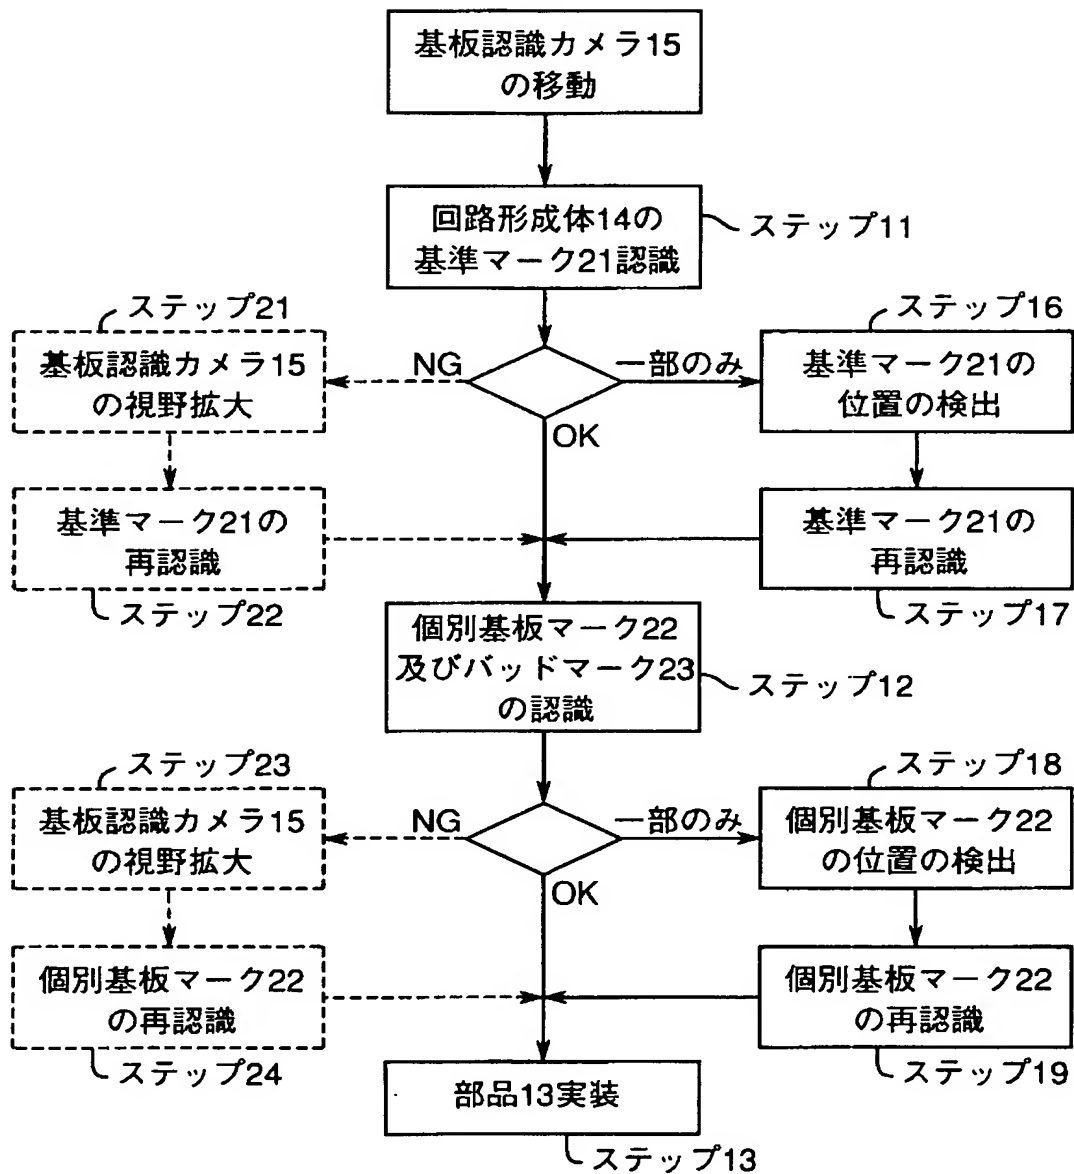 基板認識カメラ15
の移動
回路形成体14の
基準マーク21認識
ステップ11
ステップ21
基板認識カメラ15
の視野拡大
NG
一部のみ
OK
ステップ16
基準マーク21の
位置の検出
基準マーク21の
再認識
ステップ22
基準マーク21の
再認識
ステップ17
個別基板マーク22
及びバッドマーク23
の認識
ステップ12
ステップ23
基板認識カメラ15
の視野拡大
NG
一部のみ
OK
ステップ18
個別基板マーク22
の位置の検出
個別基板マーク22
の再認識
ステップ24
個別基板マーク22
の再認識
ステップ19
部品13実装
ステップ13